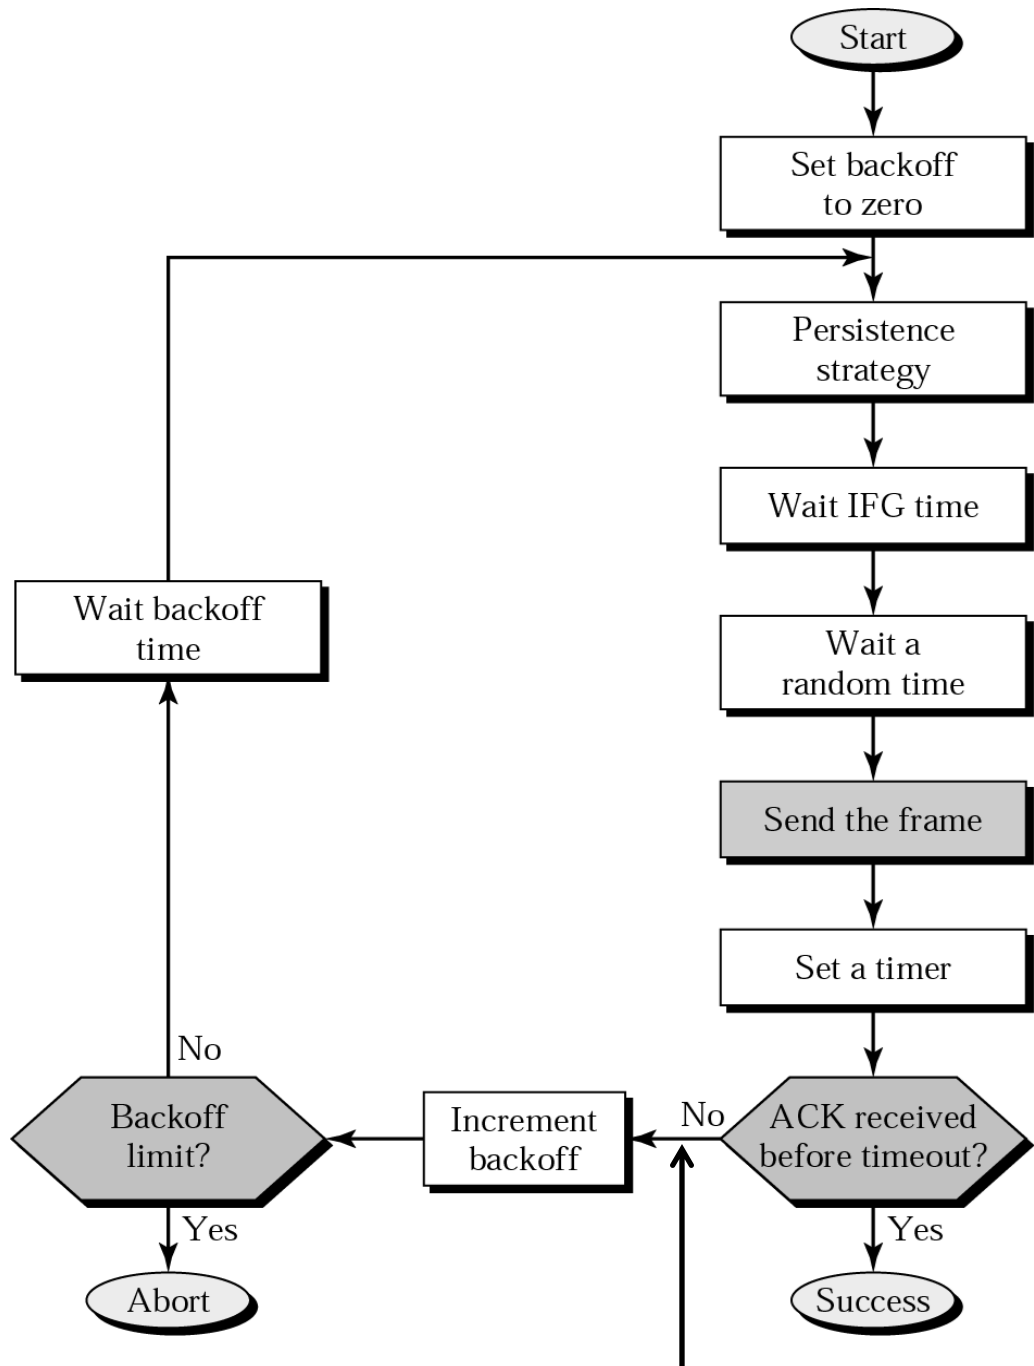 Start
Set backoff
to zero
Persistence
strategy
Wait IFG time
Wait backoff
time
Wait a
random time
Send the frame
Set a timer
No
Backoff
limit?
Increment
backoff
No
ACK received
before timeout?
Yes
Yes
Abort
Success